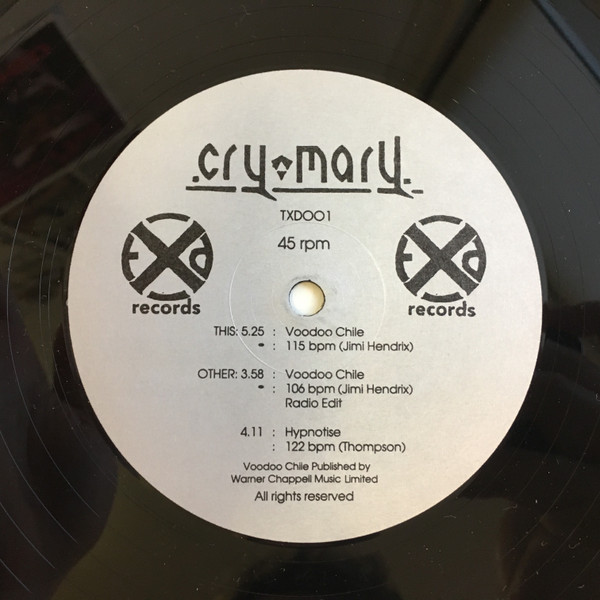 cry mary
TXDOO1
45 rpm
records
records
THIS: 5.25 : Voodoo Chile
" : 115 bpm (Jimi Hendrix)
OTHER: 3.58 : Voodoo Chile
" : 106 bpm (Jimi Hendrix)
Radio Edit
4.11 : Hypnotise
: 122 bpm (Thompson)
Voodoo Chile Published by
Warner Chappell Music Limited
All rights reserved